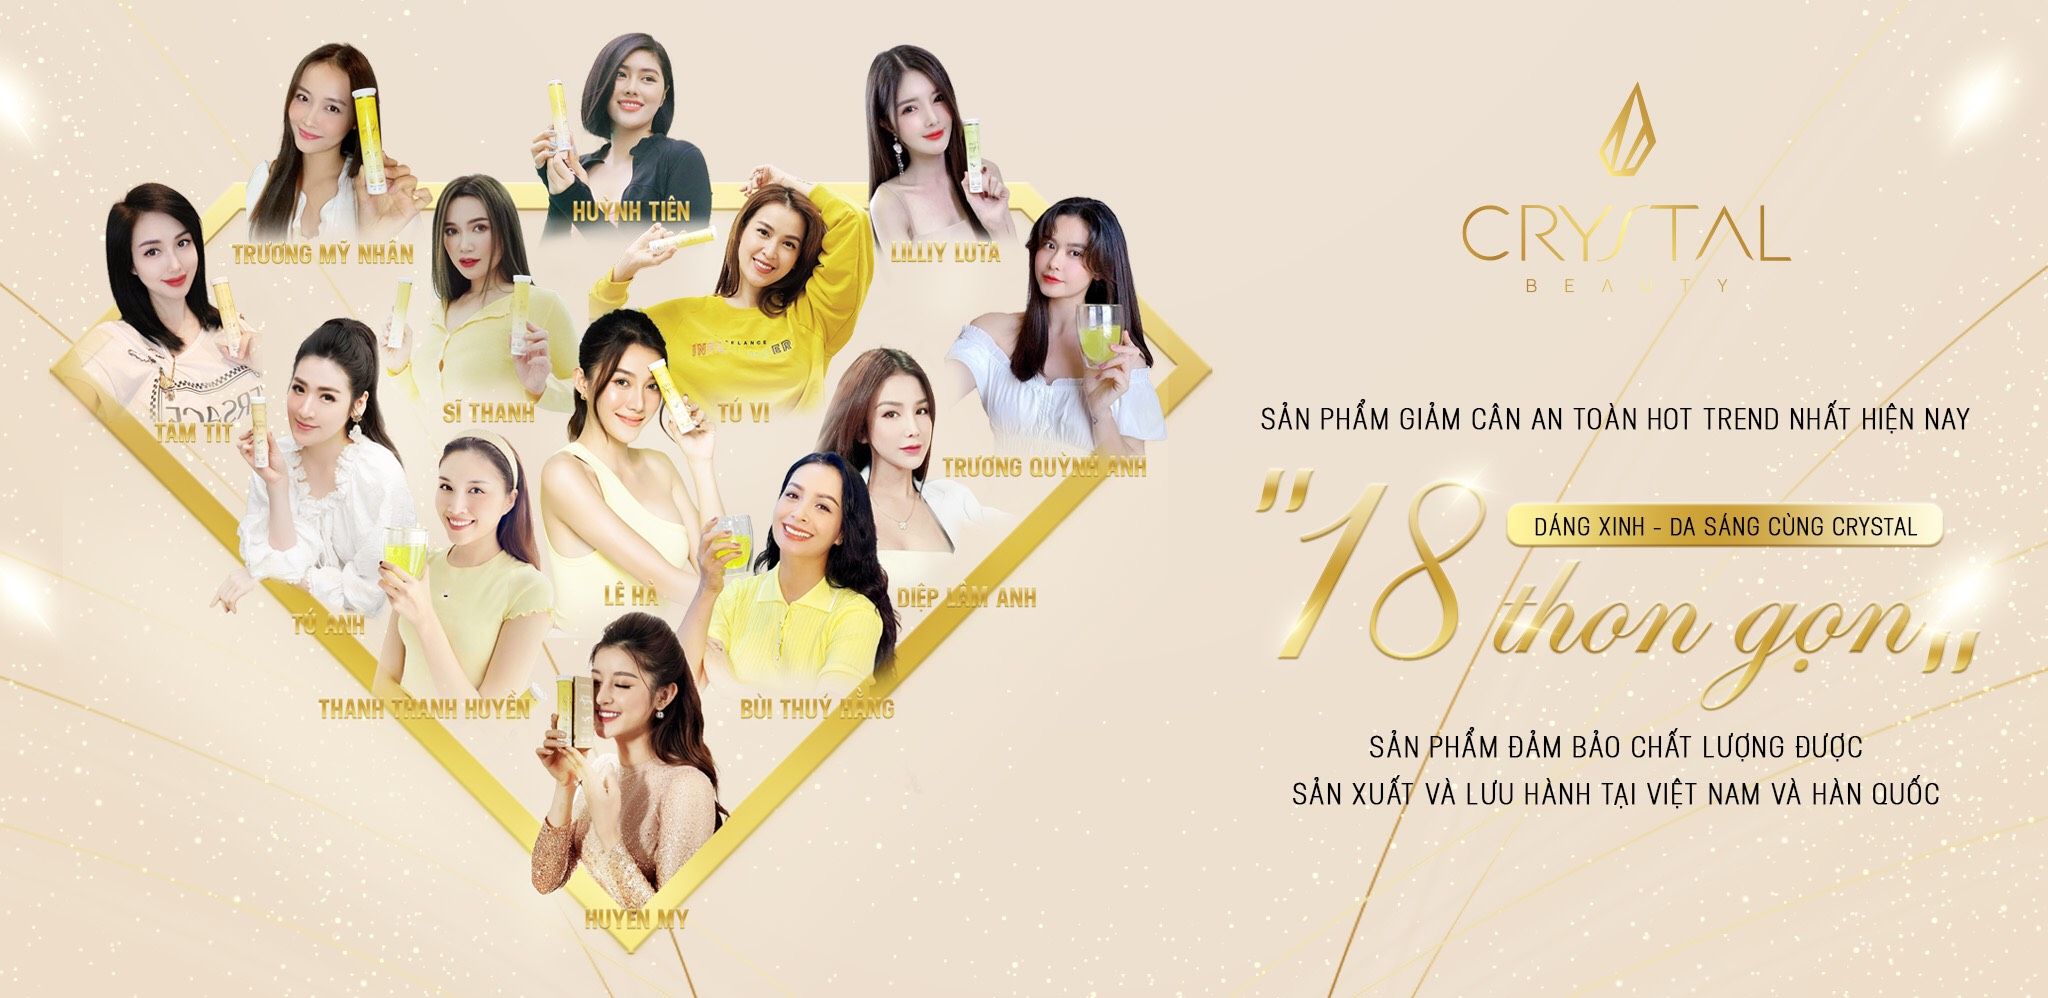 HUỲNH TIÊN
TRƯƠNG MỸ NHÂN
LILLIY LUTA
TÂM TÍT
SĨ THANH
TÚ VI
TRƯƠNG QUỲNH ANH
TÚ ANH
LÊ HÀ
DIỆP LÂM ANH
THANH THANH HUYỀN
BÙI THUÝ HẰNG
HUYỀN MY
CRYSTAL
BEAUTY
SẢN PHẨM GIẢM CÂN AN TOÀN HOT TREND NHẤT HIỆN NAY
DÁNG XINH - DA SÁNG CÙNG CRYSTAL
"18 thon gọn"
SẢN PHẨM ĐẢM BẢO CHẤT LƯỢNG ĐƯỢC
SẢN XUẤT VÀ LƯU HÀNH TẠI VIỆT NAM VÀ HÀN QUỐC